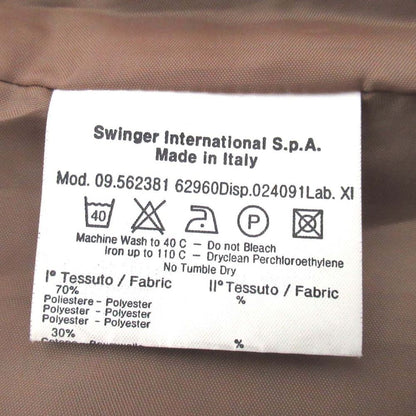 Swinger International S.p.A.
Made in Italy
Mod. 09.562381 62960Disp.024091Lab. XI
40 P
Machine Wash to 40 C – Do not Bleach
Iron up to 110 C – Dryclean Perchloroethylene
No Tumble Dry
I° Tessuto / Fabric II° Tessuto / Fabric
70% %
Poliestere - Polyester
Polyester - Polyester
Polyester - Polyester
30% %